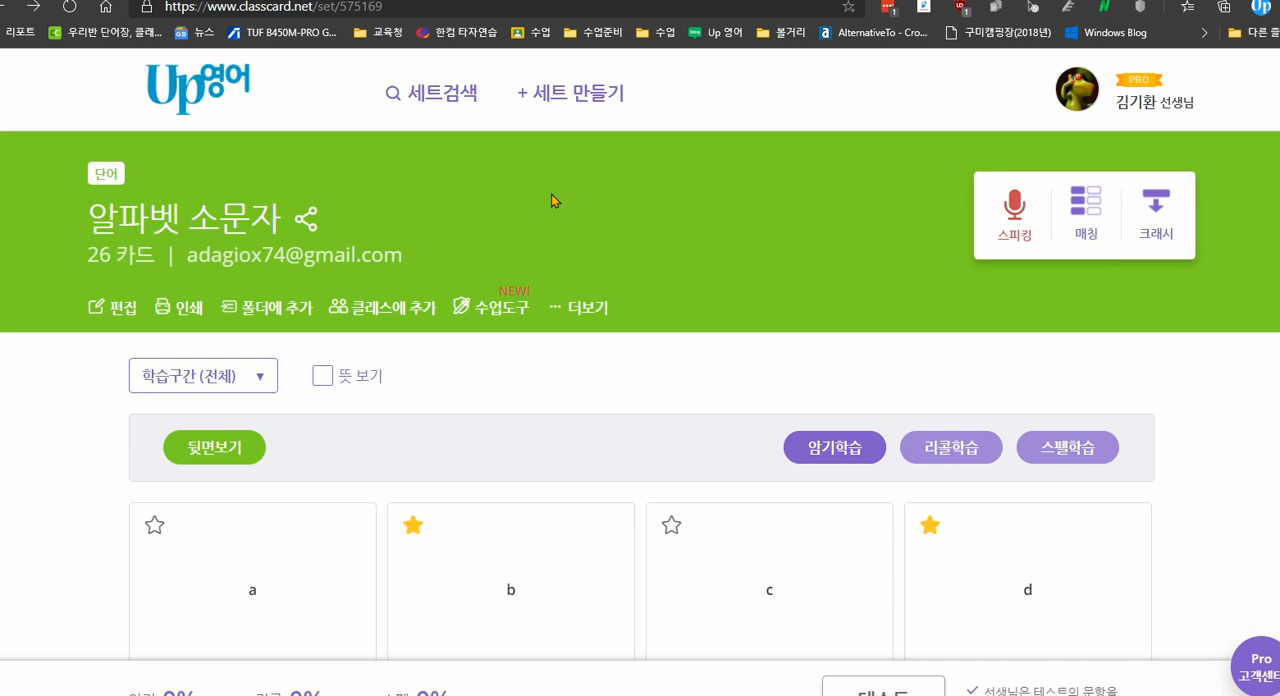 https://www.classcard.net/set/575169
리포트 우리반 단어장, 클래... 뉴스 TUF B450M-PRO G... 교육청 한컴 타자연습 수업 수업준비 수업 Up 영어 볼거리 AlternativeTo - Cro... 구미캠핑장(2018년) Windows Blog 다른 즐
Up영어 세트검색 + 세트 만들기
PRO
김기환 선생님
단어
알파벳 소문자
26 카드 | adagiox74@gmail.com
스피킹 매칭 크래시
NEW!
편집 인쇄 폴더에 추가 클래스에 추가 수업도구 ··· 더보기
학습구간 (전체) ▼ 뜻 보기
뒷면보기 암기학습 리콜학습 스펠학습
a b c d
Pro
고객센터
0% 0% 0% 테스트 선생님은 테스트의 문항을